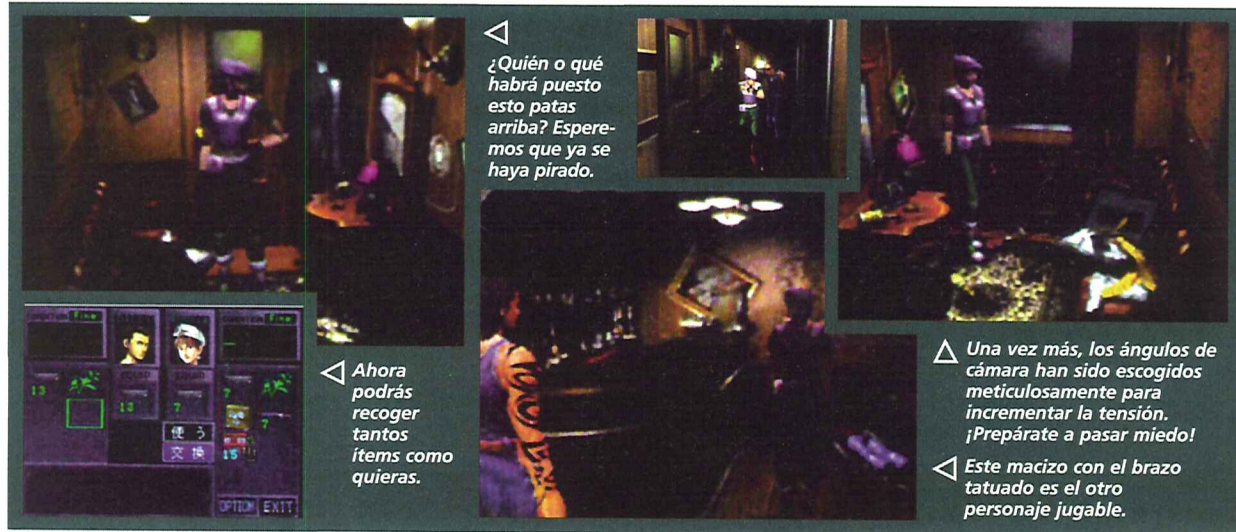 ¿Quién o qué
habrá puesto
esto patas
arriba? Espere-
mos que ya se
haya pirado.
Fine
Fine
13
13
7
7
7
15
使う
交換
OPTION EXIT
Ahora
podrás
recoger
tantos
ítems como
quieras.
Una vez más, los ángulos de
cámara han sido escogidos
meticulosamente para
incrementar la tensión.
¡Prepárate a pasar miedo!
Este macizo con el brazo
tatuado es el otro
personaje jugable.